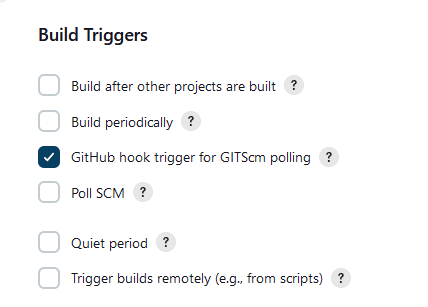 Build Triggers
Build after other projects are built ?
Build periodically ?
GitHub hook trigger for GITScm polling ?
Poll SCM ?
Quiet period ?
Trigger builds remotely (e.g., from scripts) ?